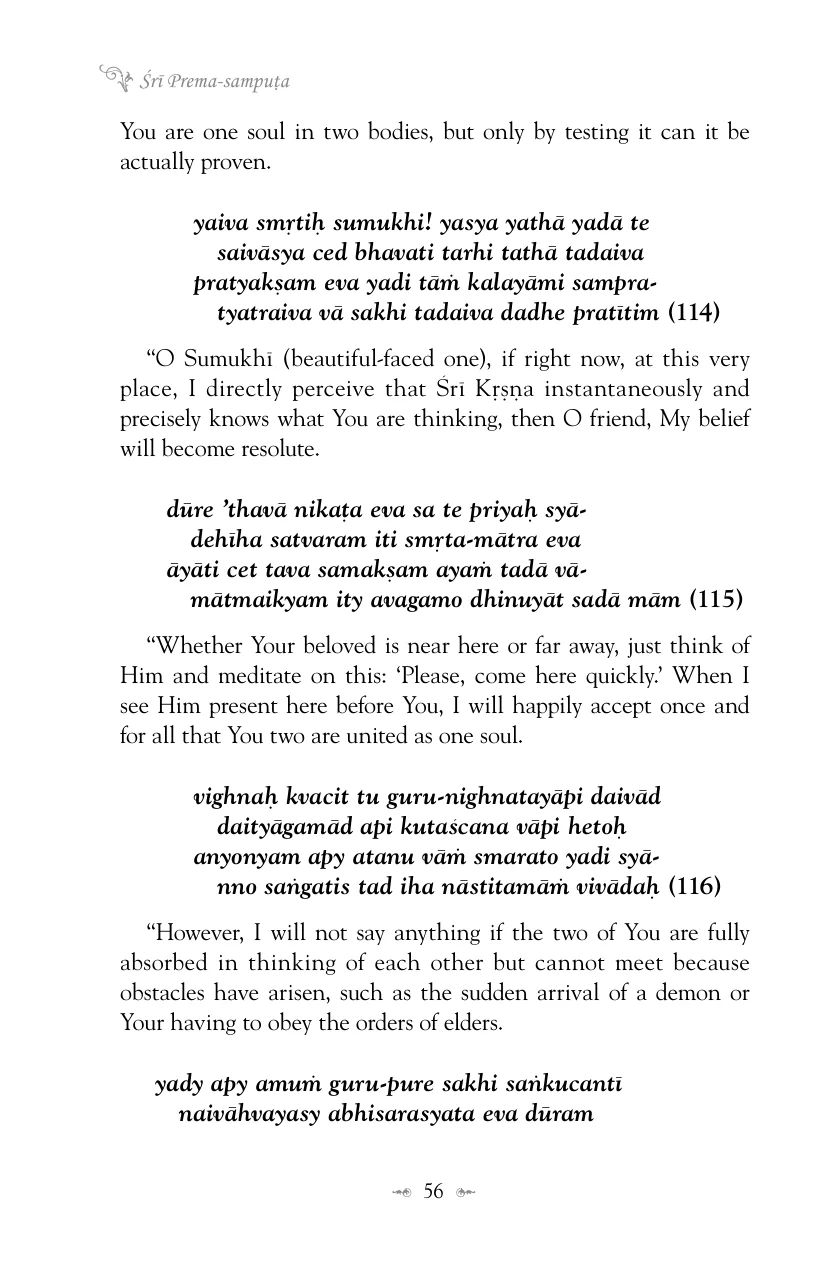 Śrī Prema-sampuṭa
You are one soul in two bodies, but only by testing it can it be
actually proven.
yaiva smṛtiḥ sumukhi! yasya yathā yadā te
saivāsya ced bhavati tarhi tathā tadaiva
pratyakṣam eva yadi tāṁ kalayāmi sampra-
tyatraiva vā sakhi tadaiva dadhe pratītim (114)
“O Sumukhī (beautiful-faced one), if right now, at this very
place, I directly perceive that Śrī Kṛṣṇa instantaneously and
precisely knows what You are thinking, then O friend, My belief
will become resolute.
dūre ’thavā nikaṭa eva sa te priyaḥ syā-
dehīha satvaram iti smṛta-mātra eva
āyāti cet tava samakṣam ayaṁ tadā vā-
mātmaikyam ity avagamo dhinuyāt sadā mām (115)
“Whether Your beloved is near here or far away, just think of
Him and meditate on this: ‘Please, come here quickly.’ When I
see Him present here before You, I will happily accept once and
for all that You two are united as one soul.
vighnaḥ kvacit tu guru-nighnatayāpi daivād
daityāgamād api kutaścana vāpi hetoḥ
anyonyam apy atanu vāṁ smarato yadi syā-
nno saṅgatis tad iha nāstitamāṁ vivādaḥ (116)
“However, I will not say anything if the two of You are fully
absorbed in thinking of each other but cannot meet because
obstacles have arisen, such as the sudden arrival of a demon or
Your having to obey the orders of elders.
yady apy amuṁ guru-pure sakhi saṅkucantī
naivāhvayasy abhisarasyata eva dūram
56